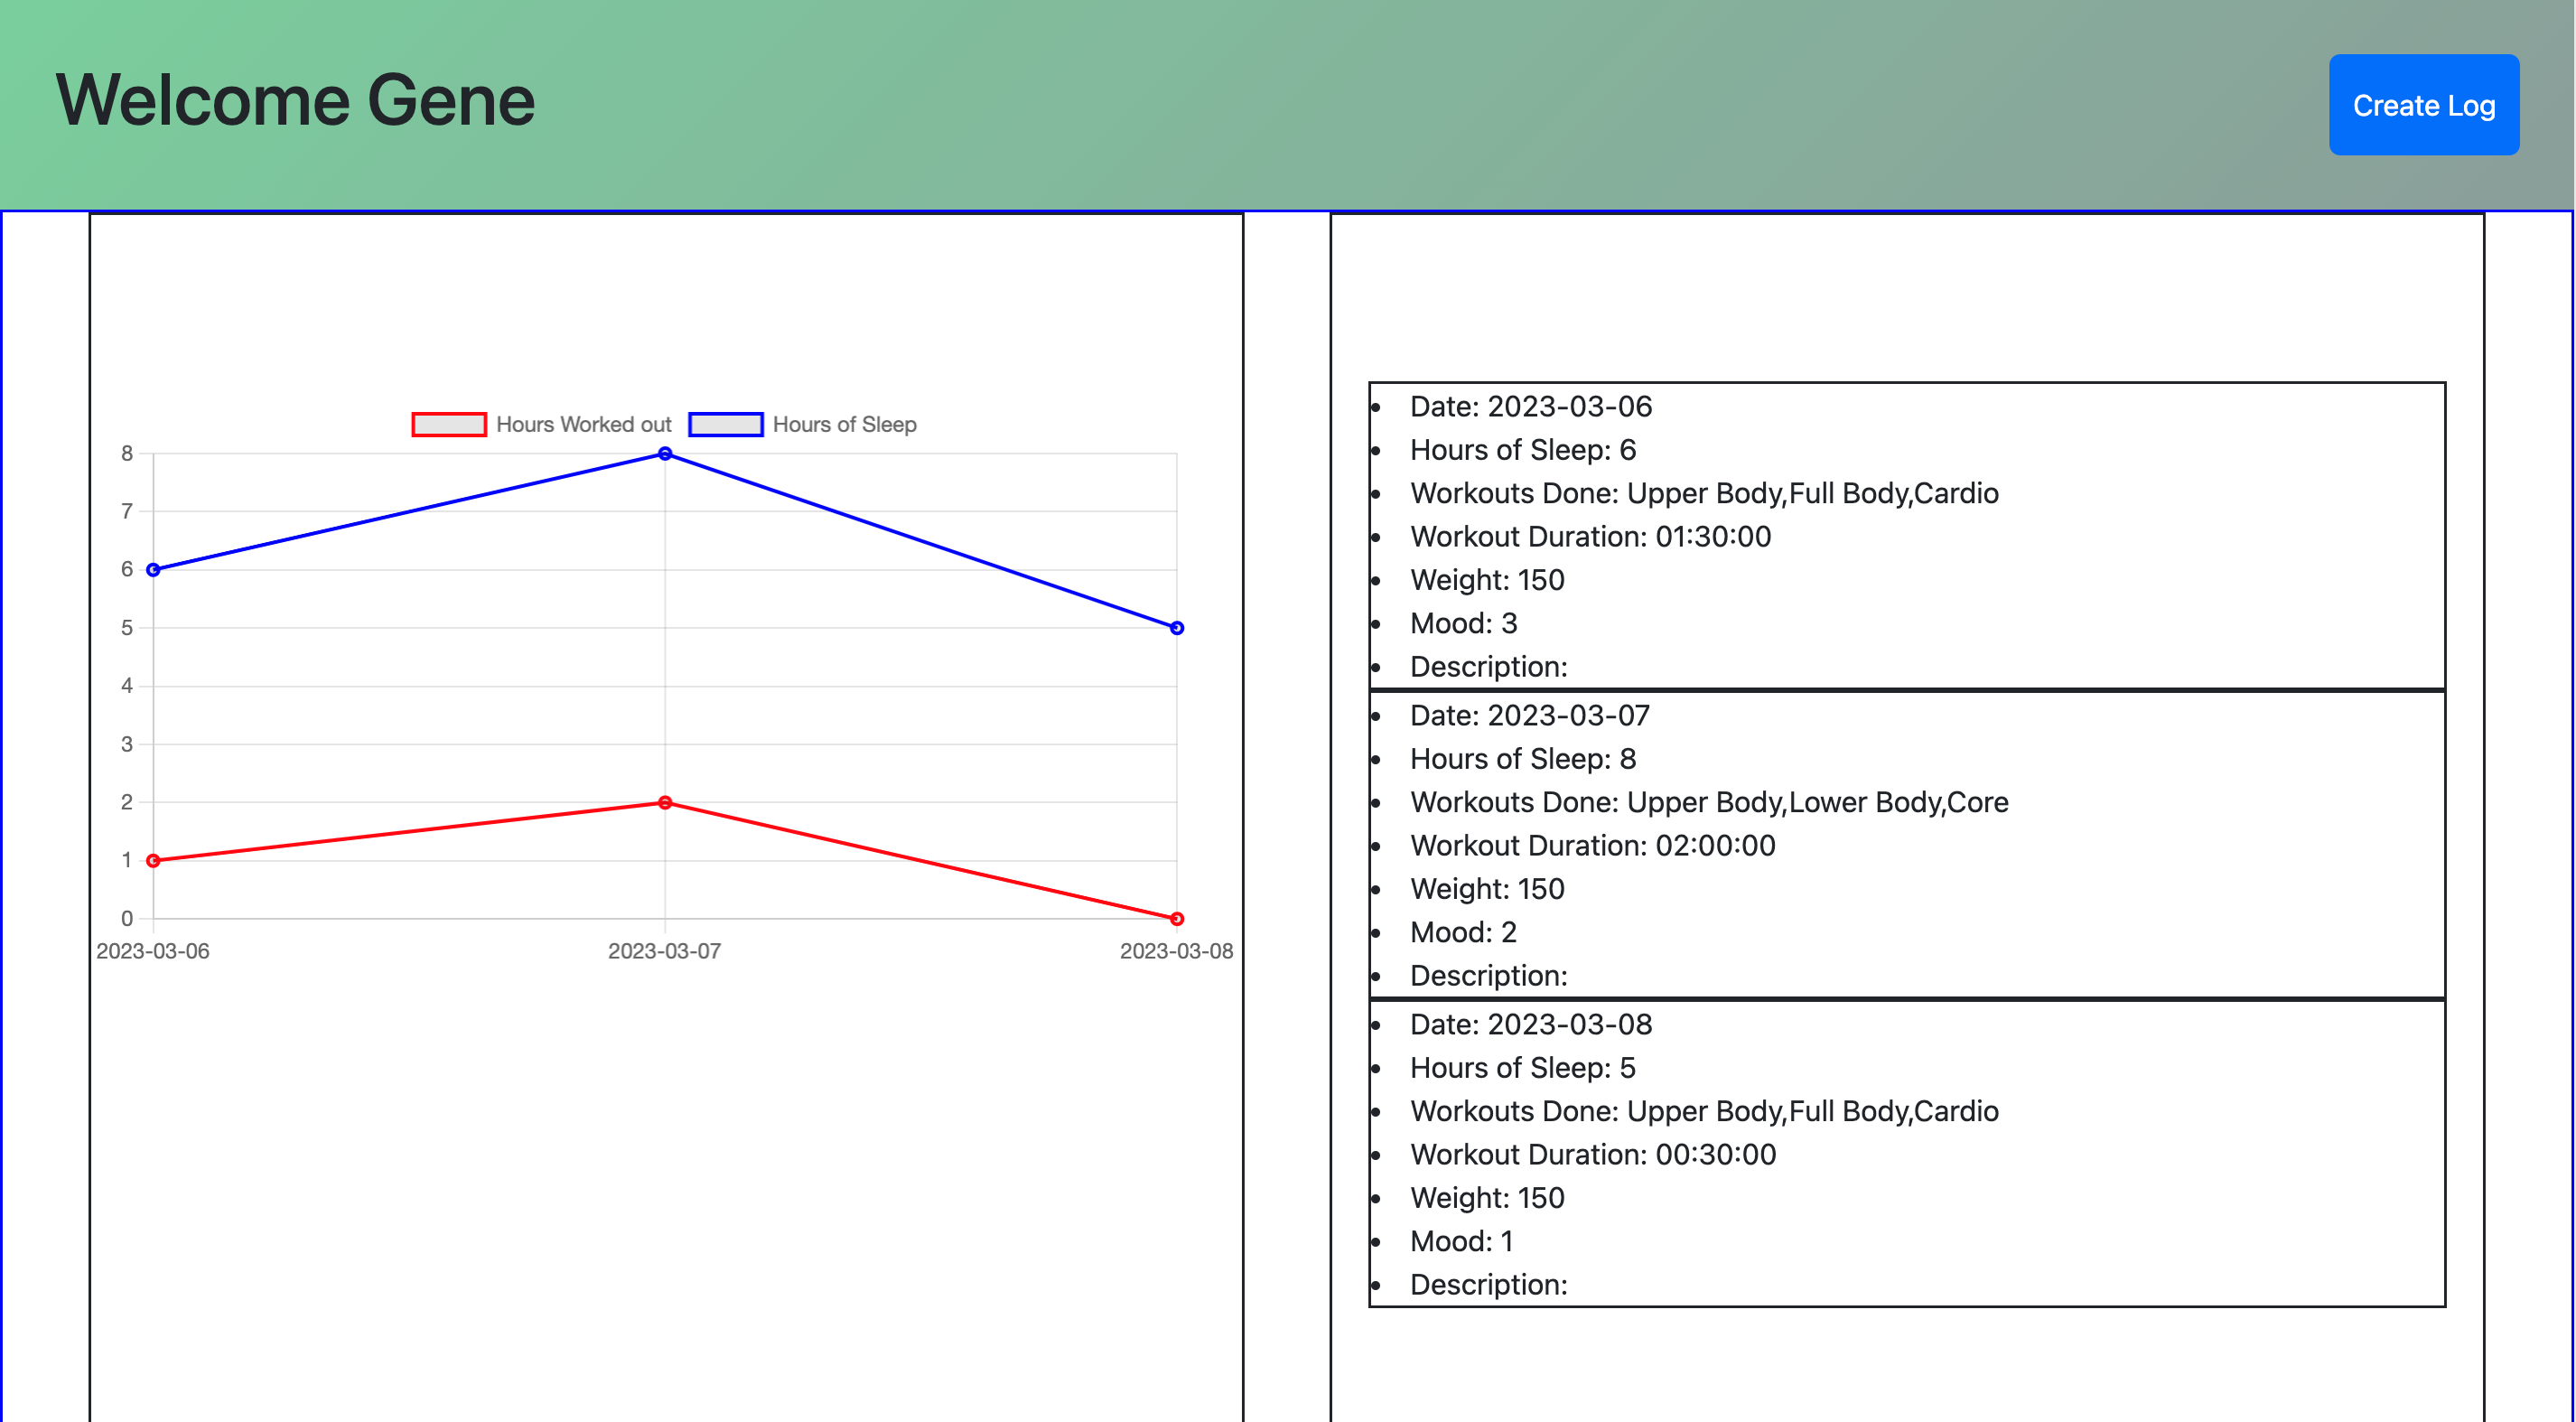 Welcome Gene
Create Log
Hours Worked out
Hours of Sleep
8
7
6
5
4
3
2
1
0
2023-03-06
2023-03-07
2023-03-08
Date: 2023-03-06
Hours of Sleep: 6
Workouts Done: Upper Body,Full Body,Cardio
Workout Duration: 01:30:00
Weight: 150
Mood: 3
Description:
Date: 2023-03-07
Hours of Sleep: 8
Workouts Done: Upper Body,Lower Body,Core
Workout Duration: 02:00:00
Weight: 150
Mood: 2
Description:
Date: 2023-03-08
Hours of Sleep: 5
Workouts Done: Upper Body,Full Body,Cardio
Workout Duration: 00:30:00
Weight: 150
Mood: 1
Description: